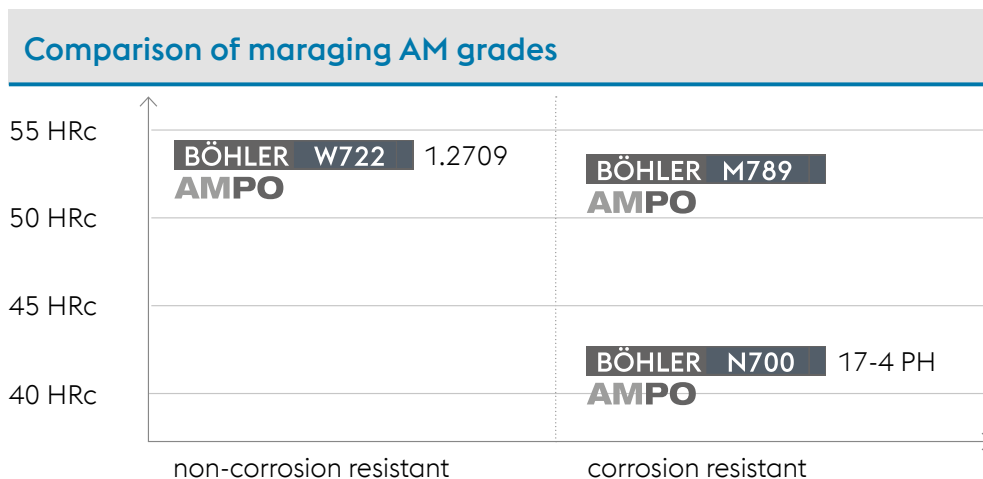 Comparison of maraging AM grades
55 HRc
BÖHLER W722 1.2709
AMPO
BÖHLER M789
AMPO
50 HRc
45 HRc
BÖHLER N700 17-4 PH
AMPO
40 HRc
non-corrosion resistant
corrosion resistant